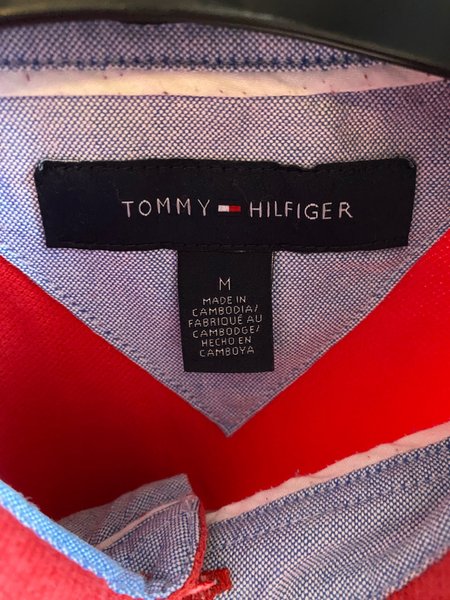 TOMMY HILFIGER
M
MADE IN
CAMBODIA/
FABRIQUÉ AU
CAMBODGE/
HECHO EN
CAMBOYA